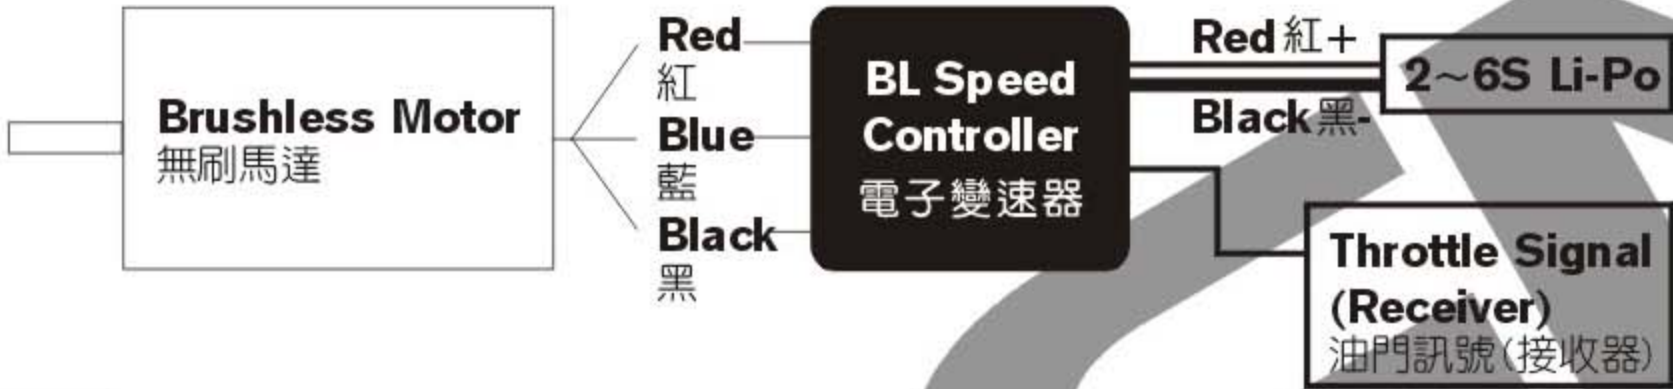 Brushless Motor
無刷馬達
Red
紅
Blue
藍
Black
黑
BL Speed
Controller
電子變速器
Red 紅+
Black 黑-
2~6S Li-Po
Throttle Signal
(Receiver)
油門訊號(接收器)